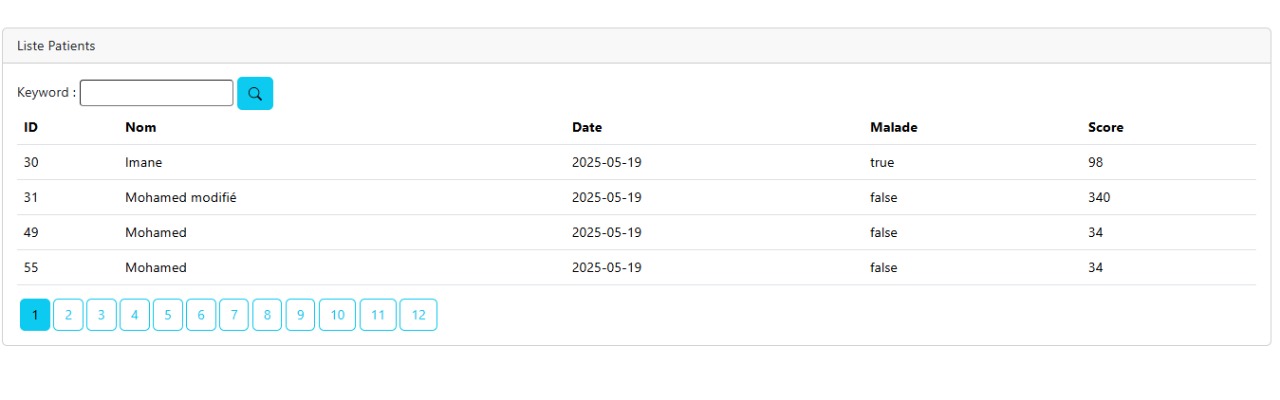 Liste Patients
Keyword :
ID Nom Date Malade Score
30 Imane 2025-05-19 true 98
31 Mohamed modifié 2025-05-19 false 340
49 Mohamed 2025-05-19 false 34
55 Mohamed 2025-05-19 false 34
1 2 3 4 5 6 7 8 9 10 11 12